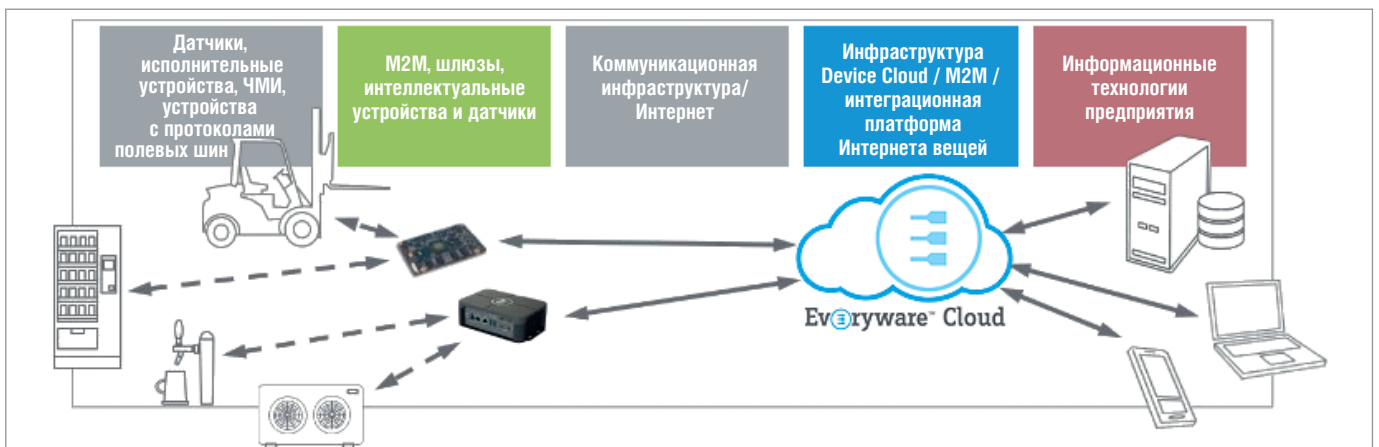 Датчики,
исполнительные
устройства, ЧМИ,
устройства
с протоколами
полевых шин
M2M, шлюзы,
интеллектуальные
устройства и датчики
Коммуникационная
инфраструктура/
Интернет
Инфраструктура
Device Cloud / M2M /
интеграционная
платформа
Интернета вещей
Информационные
технологии
предприятия
Everyware™ Cloud